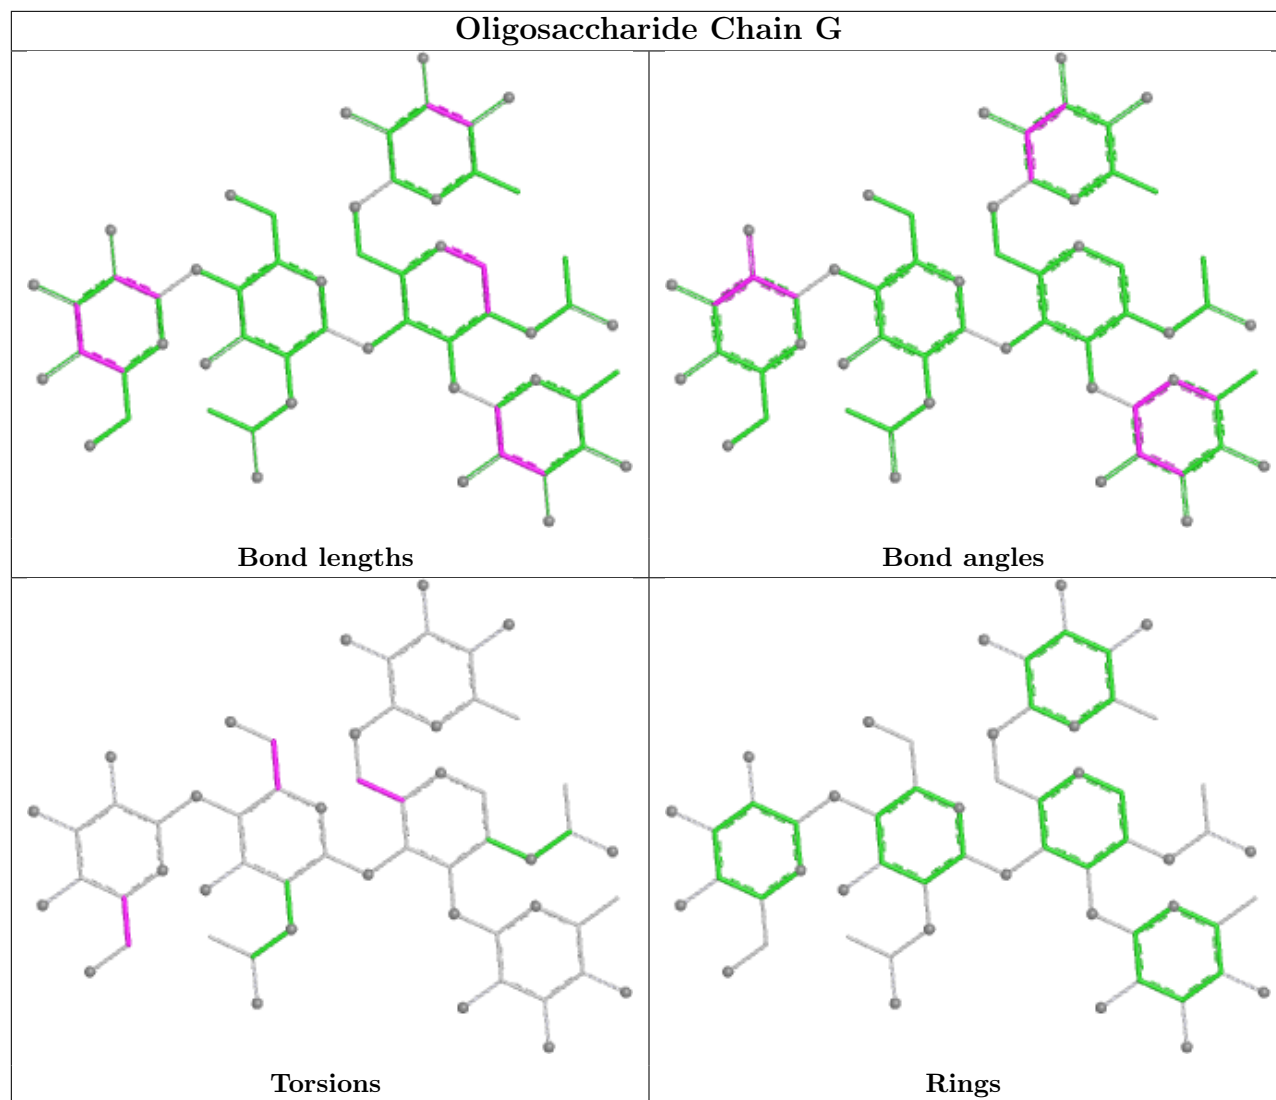 Oligosaccharide Chain G
Bond lengths
Bond angles
Torsions
Rings